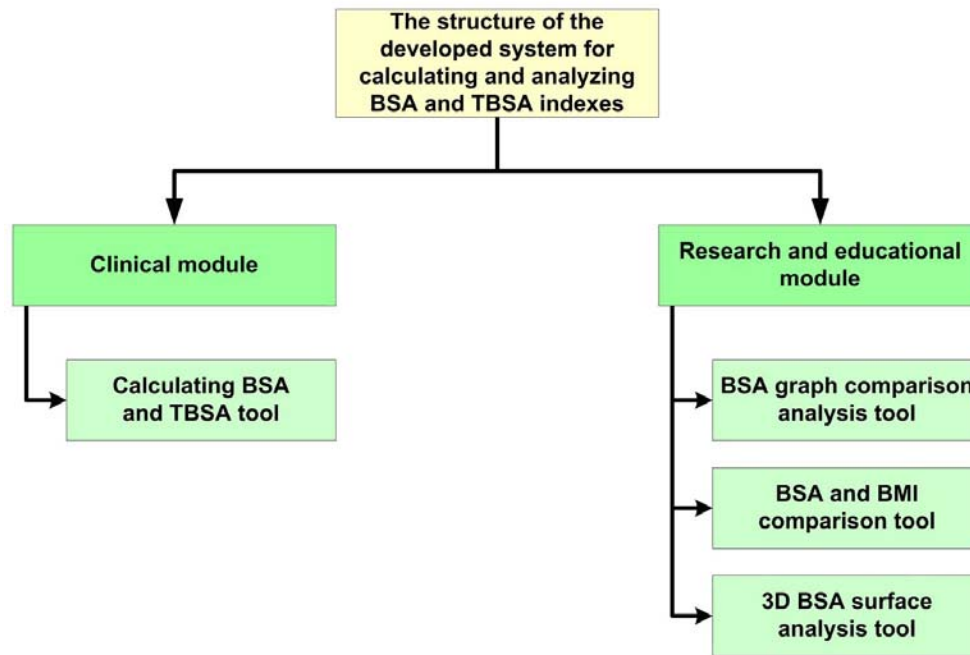 The structure of the
developed system for
calculating and analyzing
BSA and TBSA indexes
Clinical module
Calculating BSA
and TBSA tool
Research and educational
module
BSA graph comparison
analysis tool
BSA and BMI
comparison tool
3D BSA surface
analysis tool